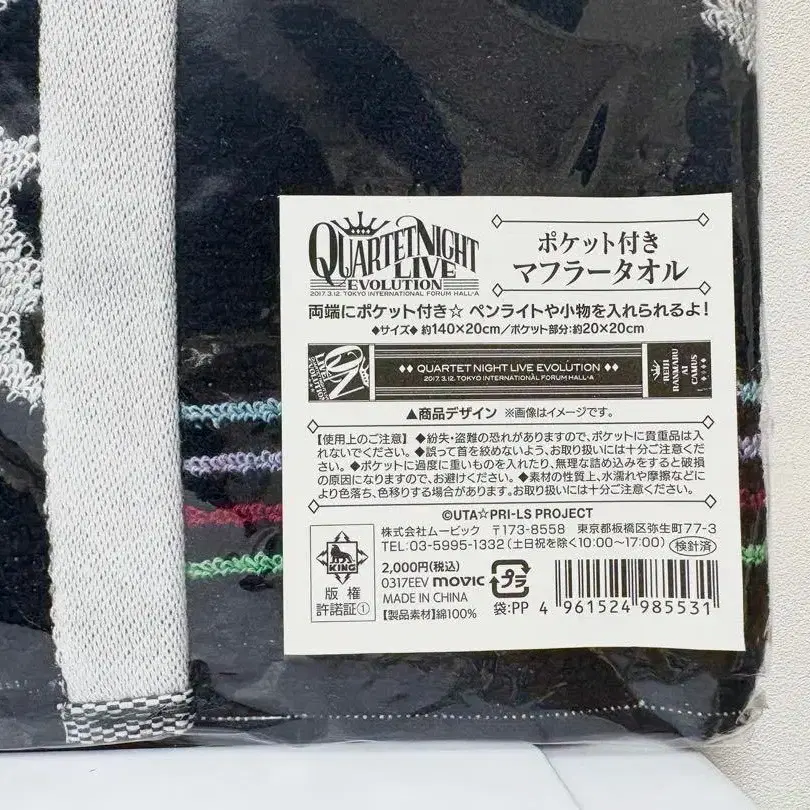 QUARTET NIGHT
LIVE
EVOLUTION
2017.3.12. TOKYO INTERNATIONAL FORUM HALL-A
ポケット付き
マフラータオル
両端にポケット付き☆ ペンライトや小物を入れられるよ!
◆サイズ◆ 約140×20cm/ポケット部分:約20×20cm
QN
QUARTET NIGHT
LIVE
EVOLUTION
◆◆ QUARTET NIGHT LIVE EVOLUTION ◆◆
2017.3.12. TOKYO INTERNATIONAL FORUM HALL-A
REIJI
RANMARU
AI
CAMUS
▲商品デザイン ※画像はイメージです。
【使用上のご注意】 ◆紛失・盗難の恐れがありますので、ポケットに貴重品は入
れないでください。◆誤って首を絞めないよう、お取り扱いには十分ご注意くだ
さい。◆ポケットに過度に重いものを入れたり、無理な詰め込みをすると破損
の原因になりますので、お避けください。◆素材の性質上、水濡れや摩擦などに
より色落ち、色移りする場合があります。お取り扱いには十分ご注意ください。
©UTA☆PRI-LS PROJECT
株式会社ムービック 〒173-8558 東京都板橋区弥生町77-3
TEL:03-5995-1332(土日祝を除く10:00〜17:00) 検針済
KING
版権
許諾証①
2,000円(税込)
0317EEV movic
MADE IN CHINA
【製品素材】綿100%
プラ
袋:PP
4 961524 985531